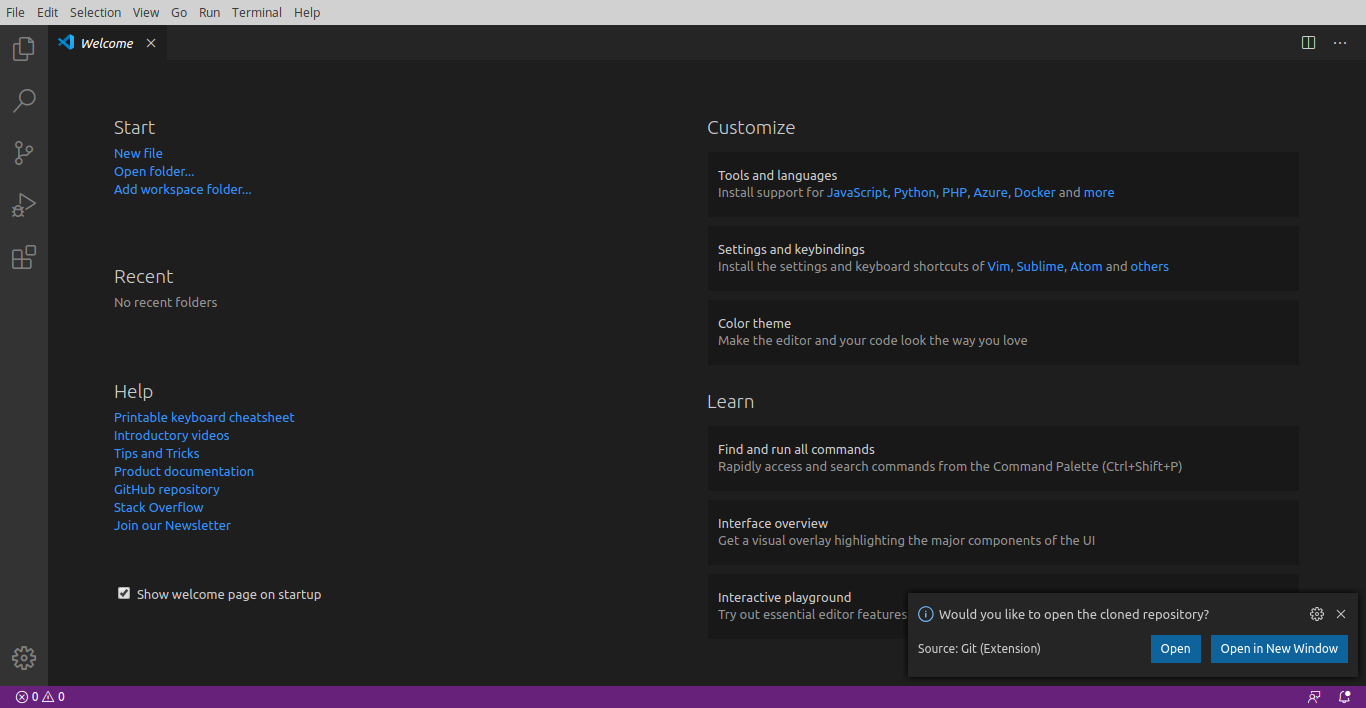 File Edit Selection View Go Run Terminal Help
Welcome
Start
New file
Open folder...
Add workspace folder...
Recent
No recent folders
Help
Printable keyboard cheatsheet
Introductory videos
Tips and Tricks
Product documentation
GitHub repository
Stack Overflow
Join our Newsletter
Show welcome page on startup
Customize
Tools and languages
Install support for JavaScript, Python, PHP, Azure, Docker and more
Settings and keybindings
Install the settings and keyboard shortcuts of Vim, Sublime, Atom and others
Color theme
Make the editor and your code look the way you love
Learn
Find and run all commands
Rapidly access and search commands from the Command Palette (Ctrl+Shift+P)
Interface overview
Get a visual overlay highlighting the major components of the UI
Interactive playground
Try out essential editor features
Would you like to open the cloned repository?
Source: Git (Extension)
Open
Open in New Window
0 0